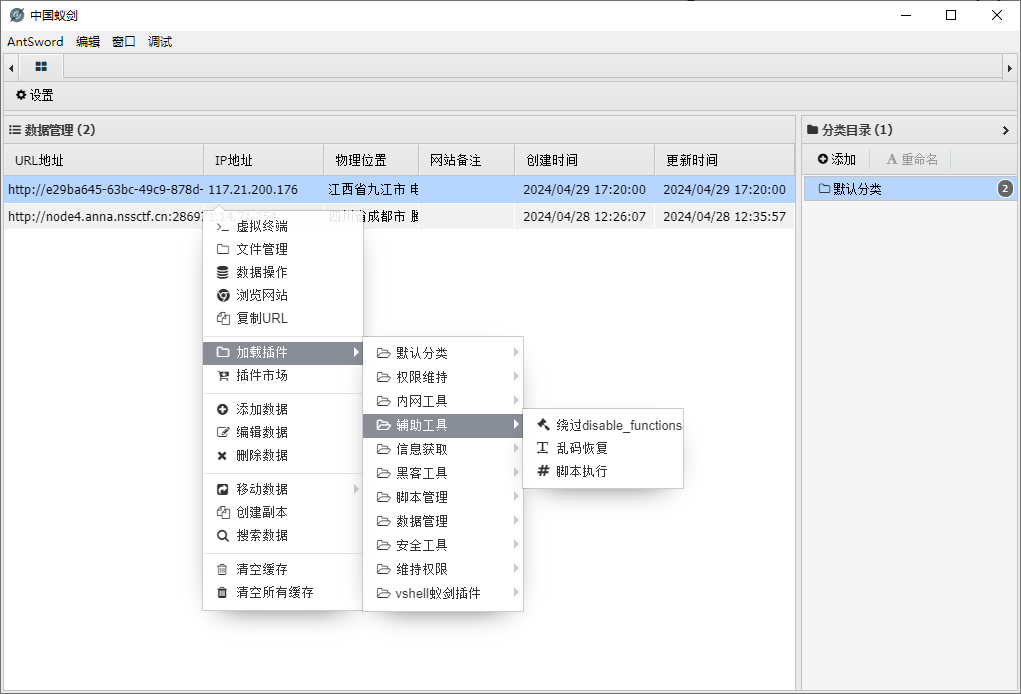 中国蚁剑
AntSword 编辑 窗口 调试
设置
数据管理 (2)
分类目录 (1)
URL地址 IP地址 物理位置 网站备注 创建时间 更新时间
添加 重命名
http://e29ba645-63bc-49c9-878d- 117.21.200.176 江西省九江市 电 2024/04/29 17:20:00 2024/04/29 17:20:00
默认分类 2
http://node4.anna.nssctf.cn:2869 1.14.71.254 四川省成都市 腾 2024/04/28 12:26:07 2024/04/28 12:35:57
虚拟终端
文件管理
数据操作
浏览网站
复制URL
加载插件
插件市场
添加数据
编辑数据
删除数据
移动数据
创建副本
搜索数据
清空缓存
清空所有缓存
默认分类
权限维持
内网工具
辅助工具
信息获取
黑客工具
脚本管理
数据管理
安全工具
维持权限
vshell蚁剑插件
绕过disable_functions
乱码恢复
脚本执行